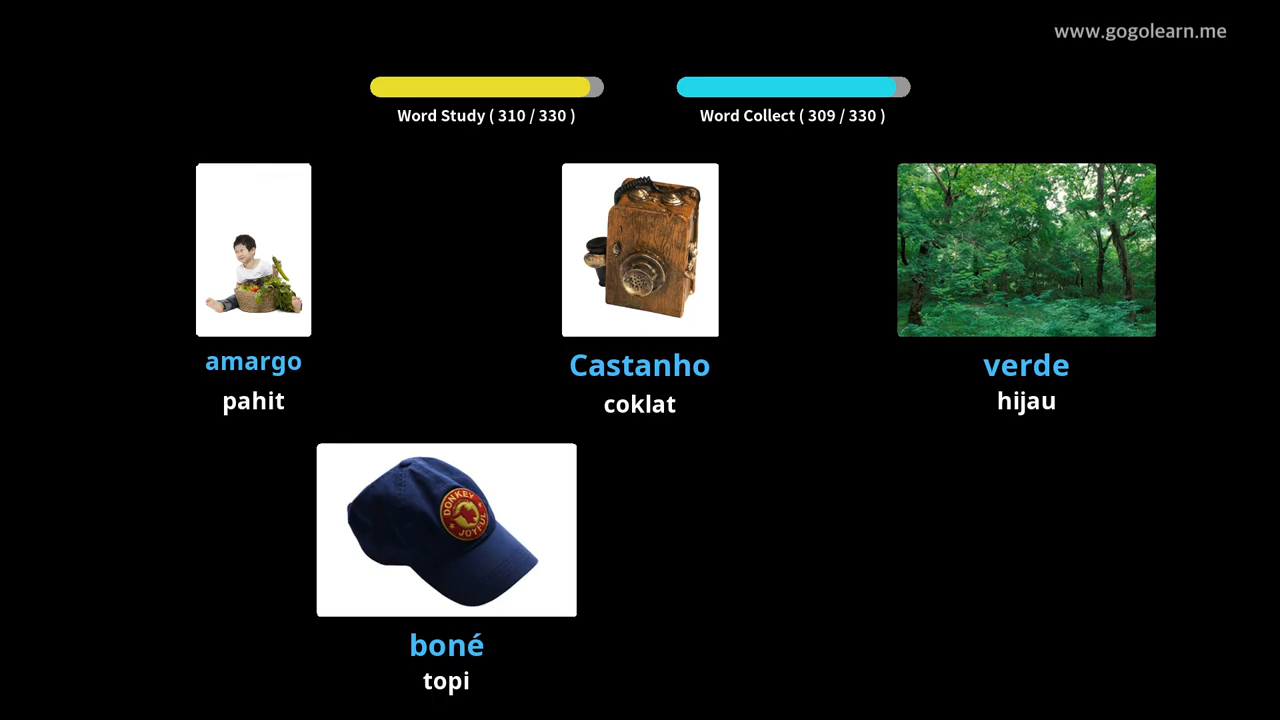 www.gogolearn.me
Word Study ( 310 / 330 )
Word Collect ( 309 / 330 )
amargo
pahit
Castanho
coklat
verde
hijau
DONKEY
JOYFUL
boné
topi